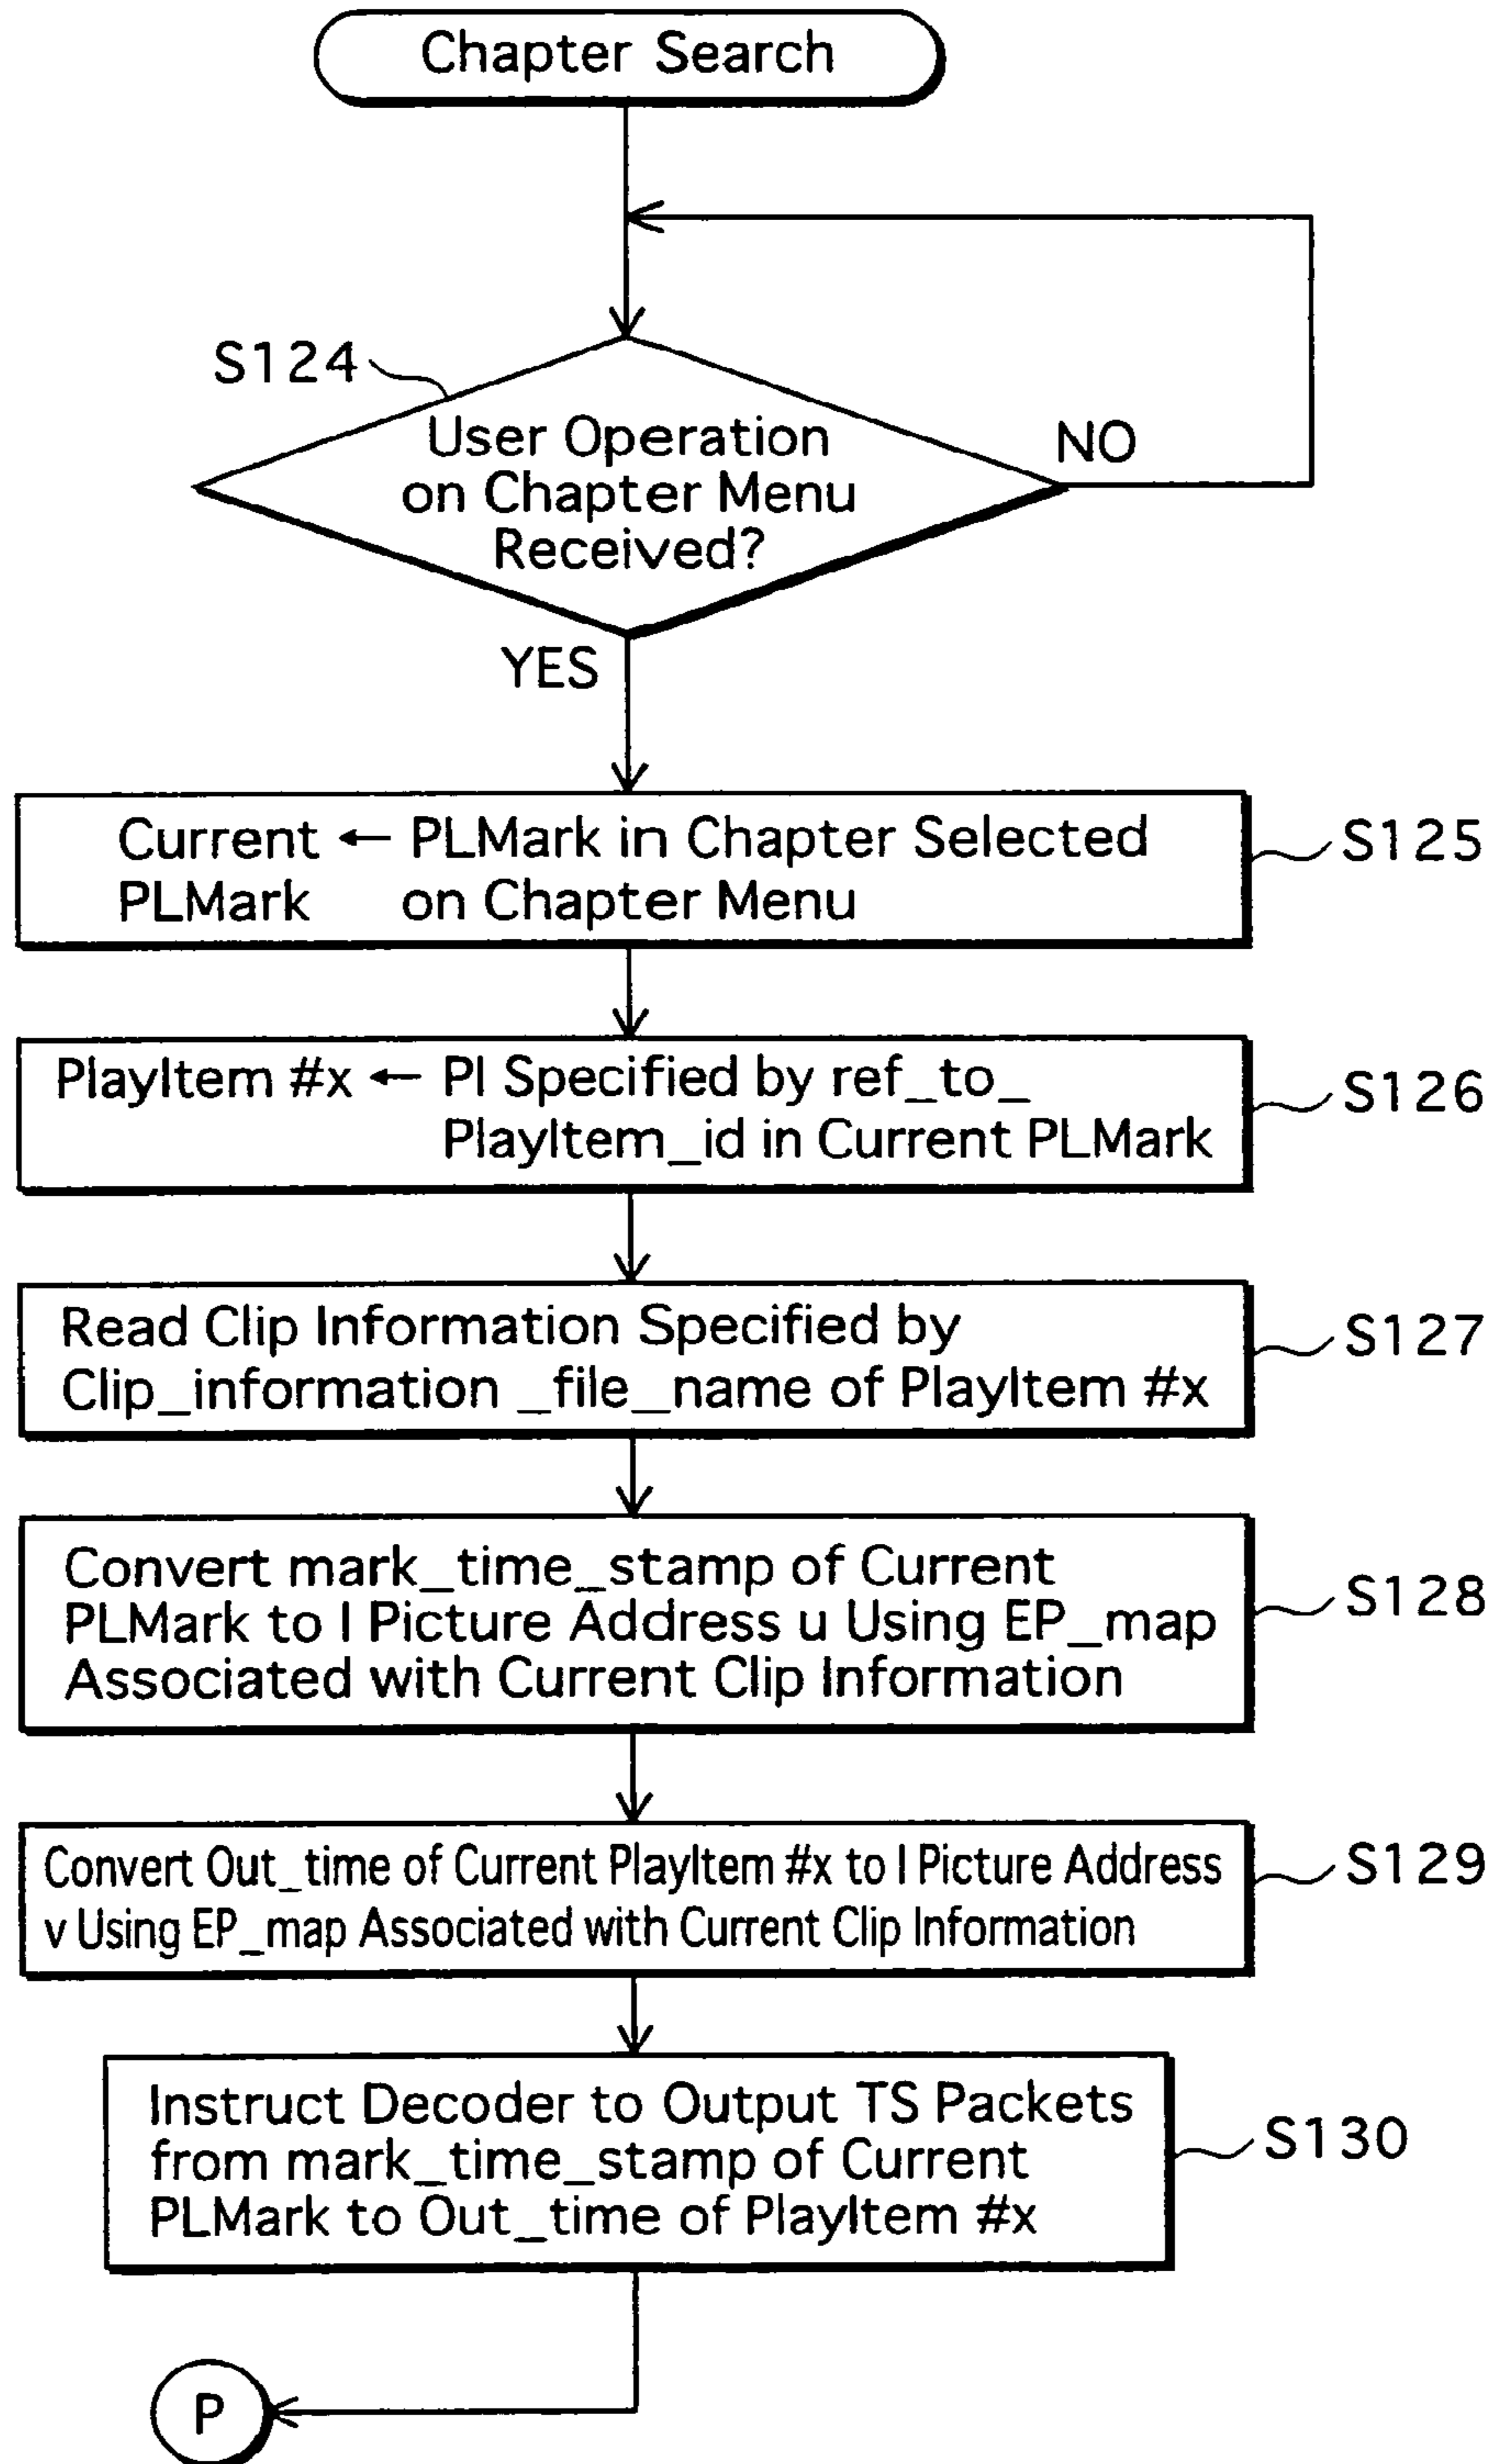 Chapter Search
S124
User Operation
on Chapter Menu
Received?
NO
YES
Current ← PLMark in Chapter Selected
PLMark on Chapter Menu
S125
PlayItem #x ← PI Specified by ref_to_
PlayItem_id in Current PLMark
S126
Read Clip Information Specified by
Clip_information _file_name of PlayItem #x
S127
Convert mark_time_stamp of Current
PLMark to I Picture Address u Using EP_map
Associated with Current Clip Information
S128
Convert Out_time of Current PlayItem #x to I Picture Address
v Using EP_map Associated with Current Clip Information
S129
Instruct Decoder to Output TS Packets
from mark_time_stamp of Current
PLMark to Out_time of PlayItem #x
S130
P